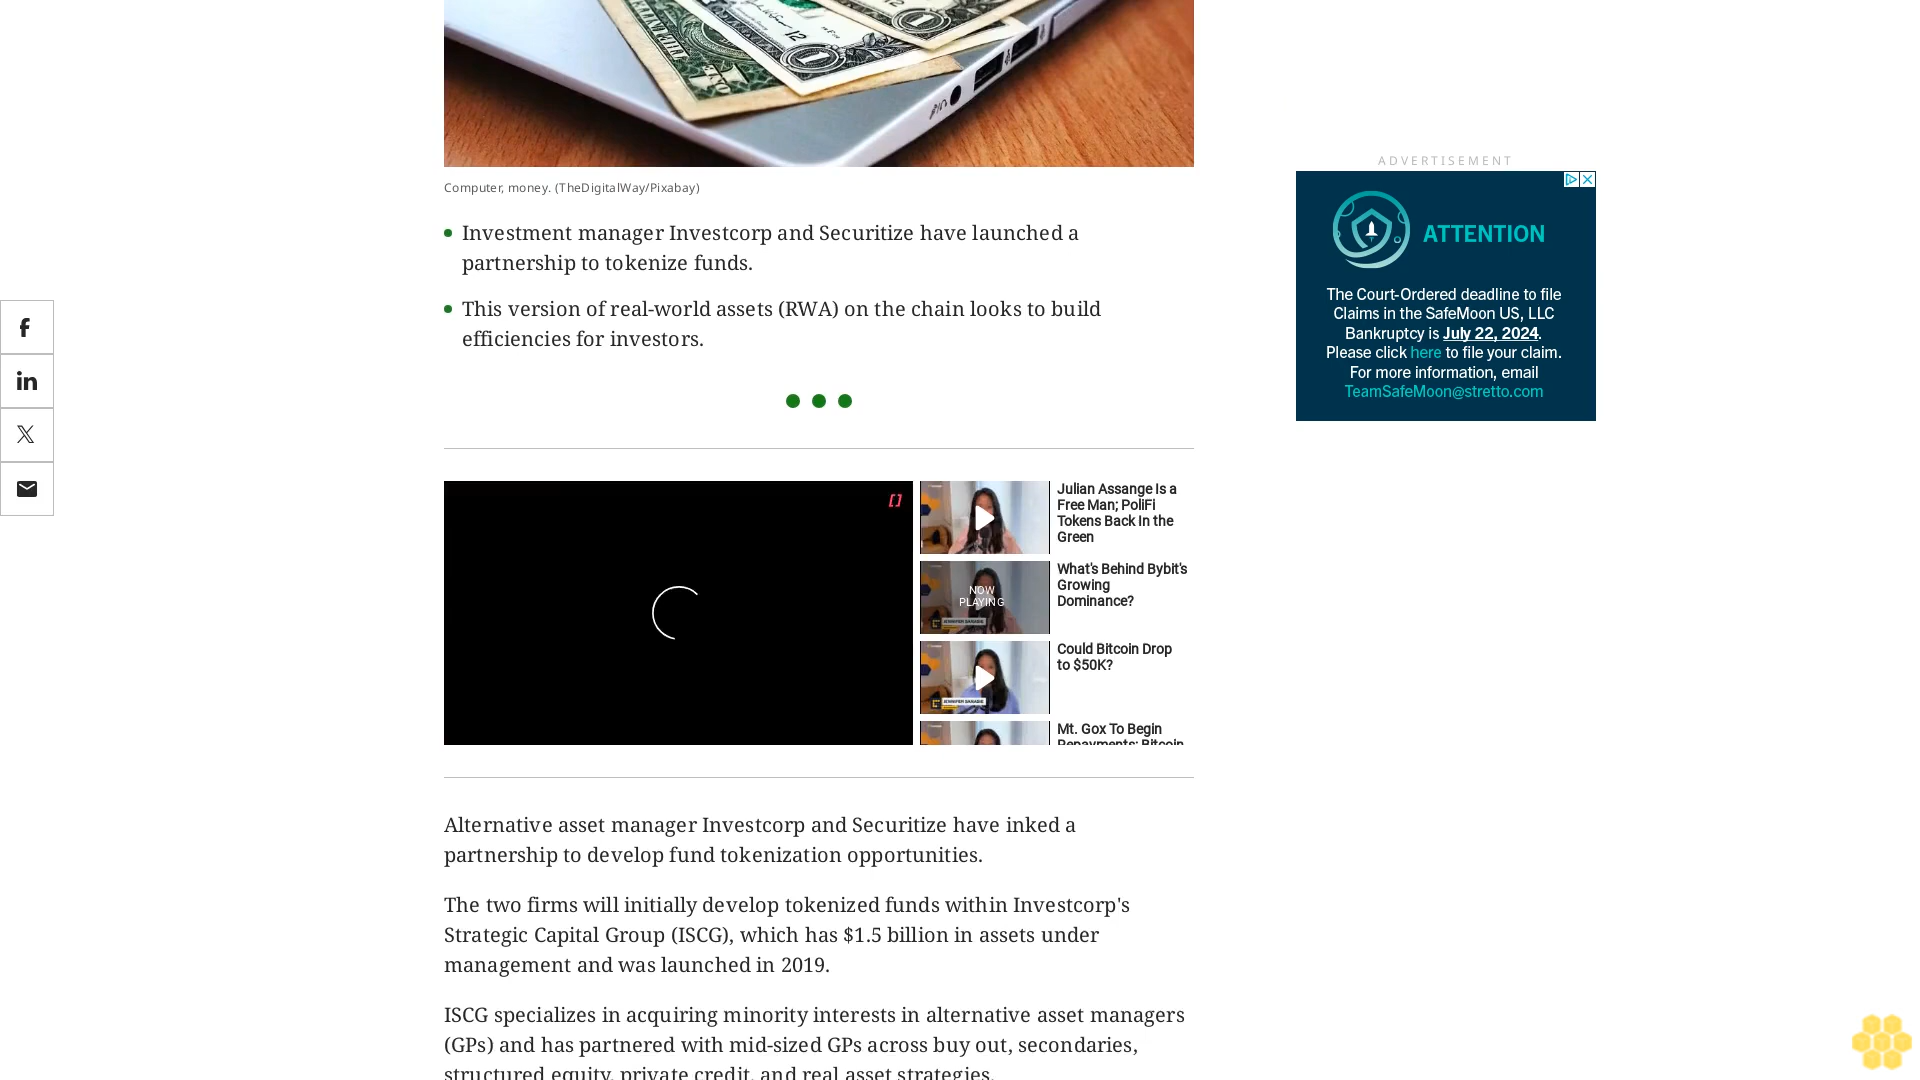 Computer, money. (TheDigitalWay/Pixabay)
Investment manager Investcorp and Securitize have launched a
partnership to tokenize funds.
This version of real-world assets (RWA) on the chain looks to build
efficiencies for investors.
Julian Assange Is a
Free Man; PoliFi
Tokens Back In the
Green
NOW
PLAYING
What's Behind Bybit's
Growing
Dominance?
Could Bitcoin Drop
to $50K?
Mt. Gox To Begin
Repayments; Bitcoin
Alternative asset manager Investcorp and Securitize have inked a
partnership to develop fund tokenization opportunities.
The two firms will initially develop tokenized funds within Investcorp's
Strategic Capital Group (ISCG), which has $1.5 billion in assets under
management and was launched in 2019.
ISCG specializes in acquiring minority interests in alternative asset managers
(GPs) and has partnered with mid-sized GPs across buy out, secondaries,
structured equity, private credit, and real asset strategies.
ADVERTISEMENT
ATTENTION
The Court-Ordered deadline to file
Claims in the SafeMoon US, LLC
Bankruptcy is July 22, 2024.
Please click here to file your claim.
For more information, email
TeamSafeMoon@stretto.com